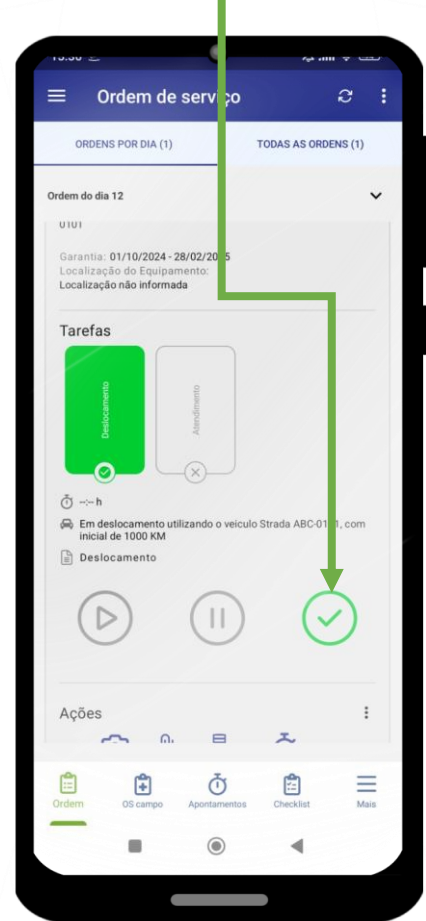 Ordem de serviço
ORDENS POR DIA (1)
TODAS AS ORDENS (1)
Ordem do dia 12
0101
Garantia: 01/10/2024 - 28/02/2025
Localização do Equipamento:
Localização não informada
Tarefas
Deslocamento
Atendimento
--:-- h
Em deslocamento utilizando o veiculo Strada ABC-0101, com
inicial de 1000 KM
Deslocamento
Ações
Ordem
OS campo
Apontamentos
Checklist
Mais